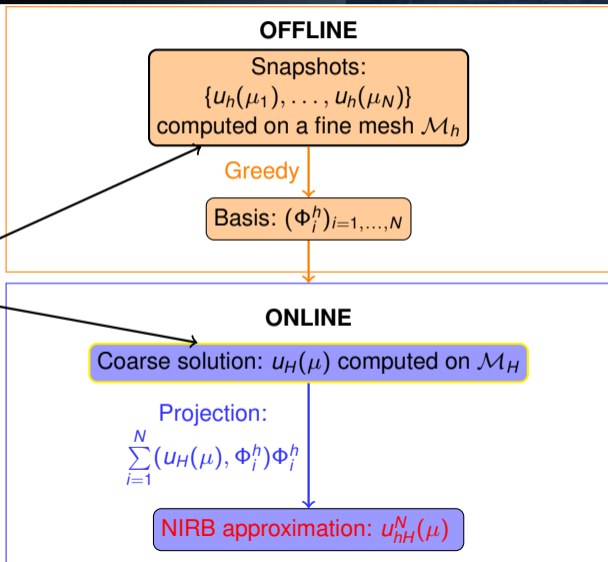 OFFLINE
Snapshots:
{u_h(μ_1), . . . , u_h(μ_N)}
computed on a fine mesh ℳ_h
Greedy
Basis: (Φ_i^h)_{i=1,...,N}
ONLINE
Coarse solution: u_H(μ) computed on ℳ_H
Projection:
∑_{i=1}^{N}(u_H(μ), Φ_i^h)Φ_i^h
NIRB approximation: u_{hH}^N(μ)